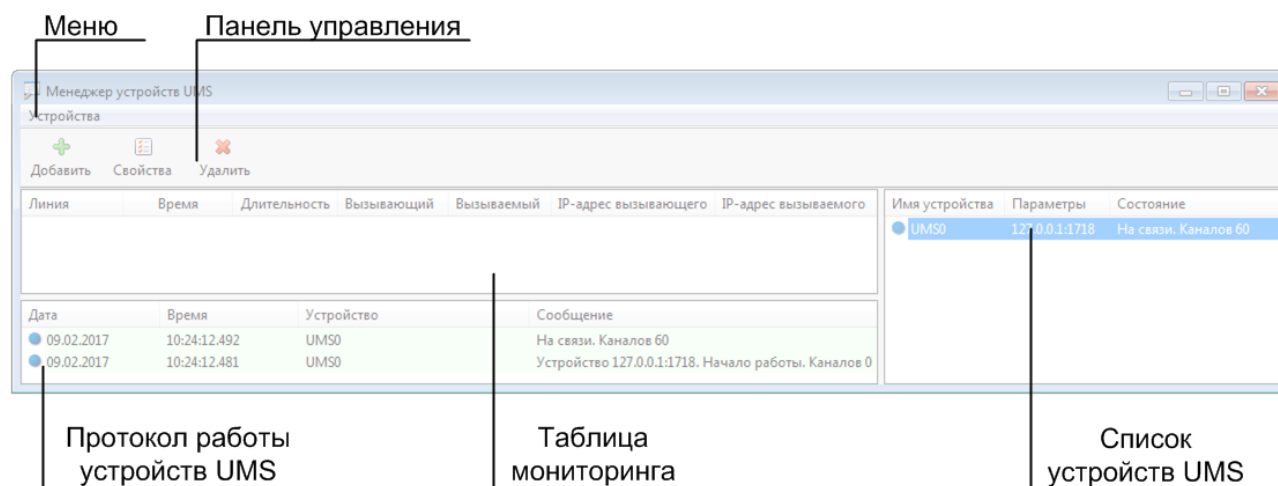 Меню
Панель управления
Менеджер устройств UMS
Устройства
Добавить Свойства Удалить
Линия Время Длительность Вызывающий Вызываемый IP-адрес вызывающего IP-адрес вызываемого
Имя устройства Параметры Состояние
UMS0 127.0.0.1:1718 На связи. Каналов 60
Дата Время Устройство Сообщение
09.02.2017 10:24:12.492 UMS0 На связи. Каналов 60
09.02.2017 10:24:12.481 UMS0 Устройство 127.0.0.1:1718. Начало работы. Каналов 0
Протокол работы
устройств UMS
Таблица
мониторинга
Список
устройств UMS